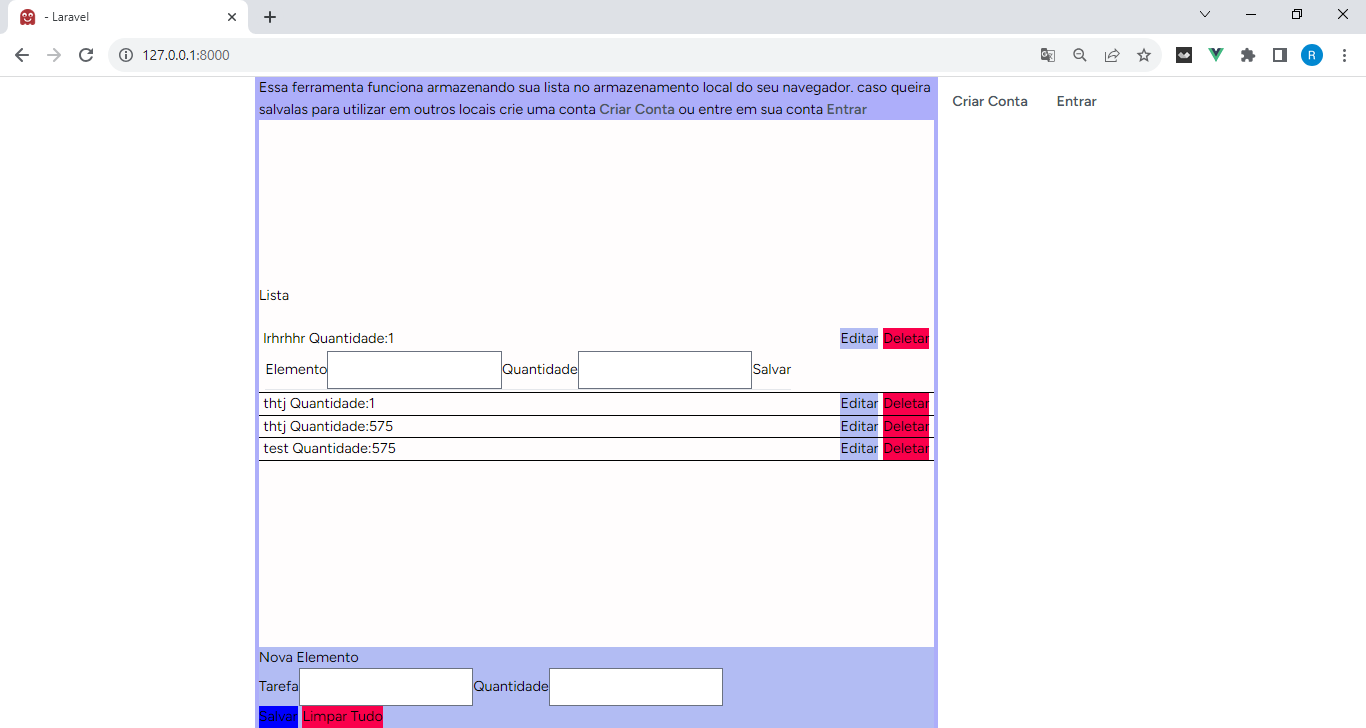 - Laravel
127.0.0.1:8000
R
Essa ferramenta funciona armazenando sua lista no armazenamento local do seu navegador. caso queira
salvalas para utilizar em outros locais crie uma conta Criar Conta ou entre em sua conta Entrar
Criar Conta Entrar
Lista
lrhrhhr Quantidade:1 Editar Deletar
Elemento Quantidade Salvar
thtj Quantidade:1 Editar Deletar
thtj Quantidade:575 Editar Deletar
test Quantidade:575 Editar Deletar
Nova Elemento
Tarefa Quantidade
Salvar Limpar Tudo